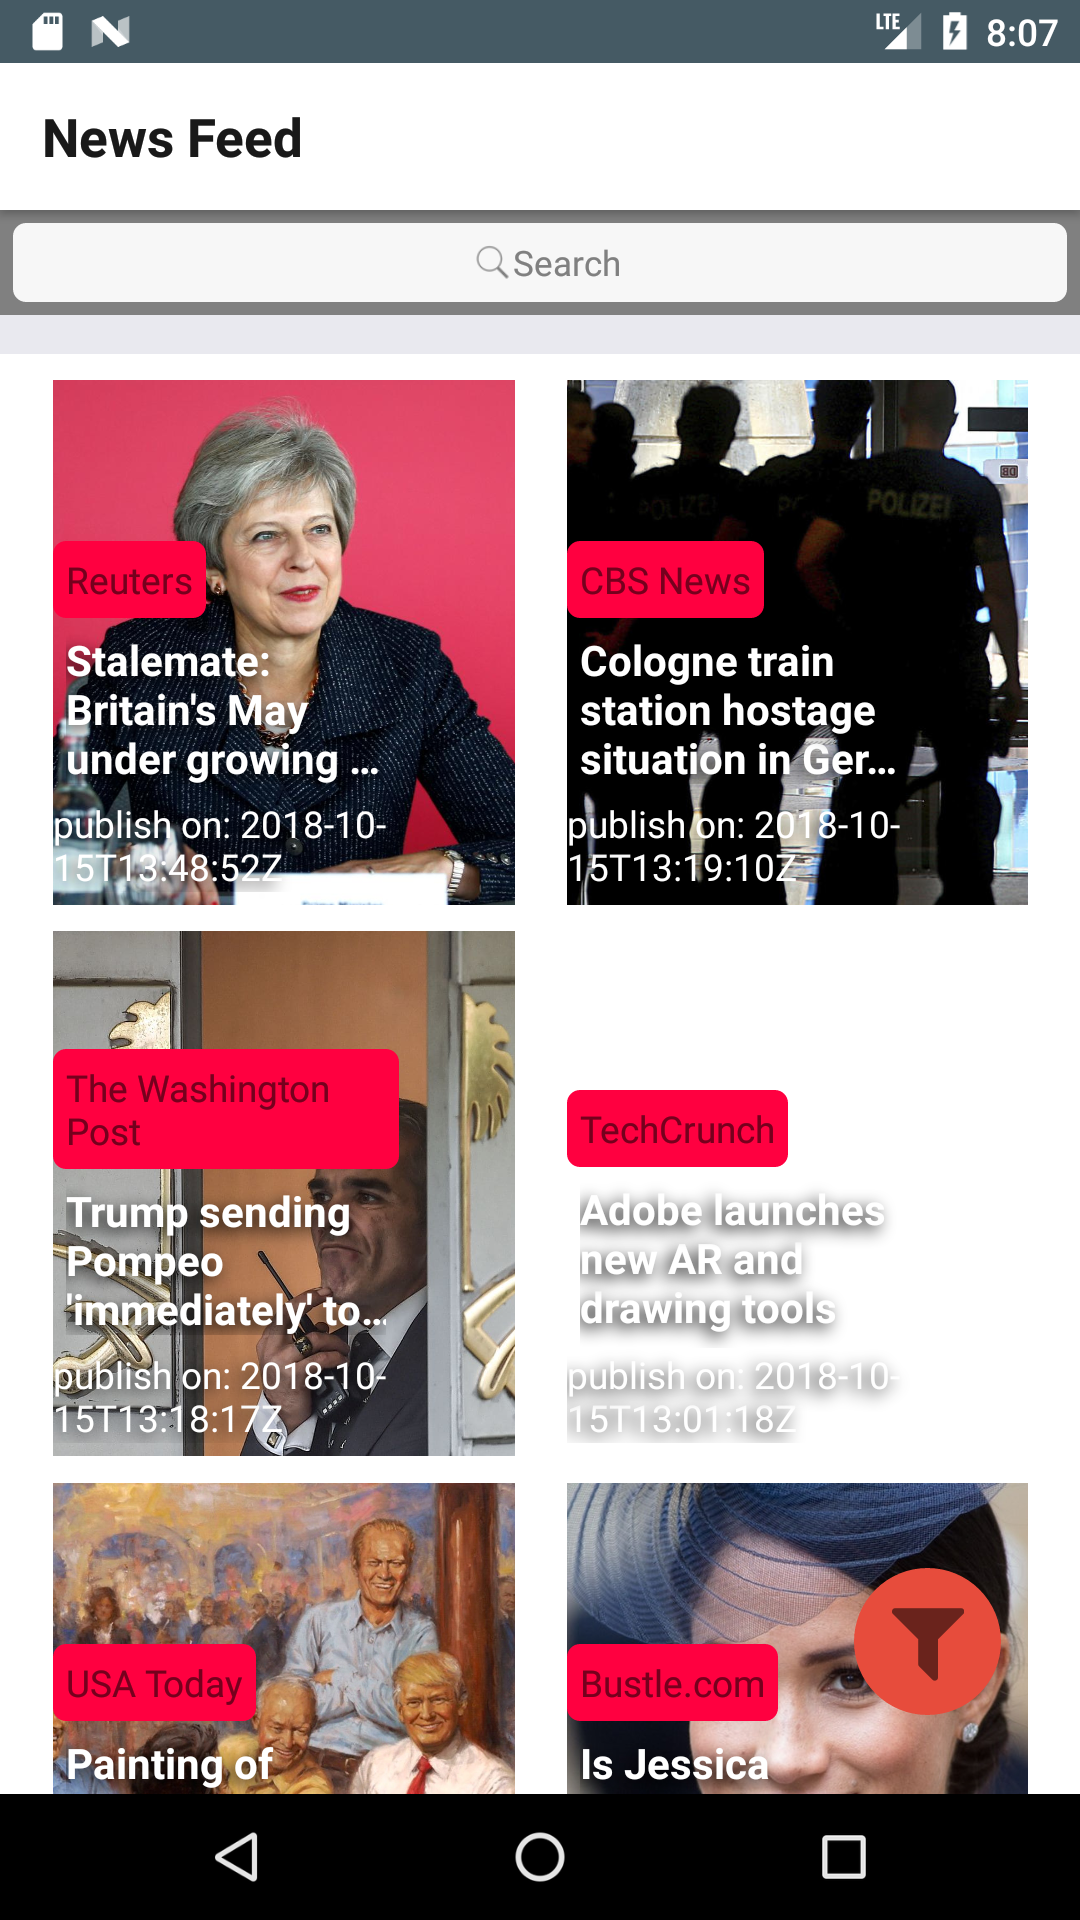 LTE 8:07
News Feed
Search
POLIZEI
POLIZEI
Reuters
CBS News
Stalemate:
Britain's May
under growing ...
Cologne train
station hostage
situation in Ger...
publish on: 2018-10-
15T13:48:52Z
publish on: 2018-10-
15T13:19:10Z
The Washington
Post
TechCrunch
Trump sending
Pompeo
'immediately' to...
Adobe launches
new AR and
drawing tools
publish on: 2018-10-
15T13:18:17Z
publish on: 2018-10-
15T13:01:18Z
USA Today
Bustle.com
Painting of
Is Jessica